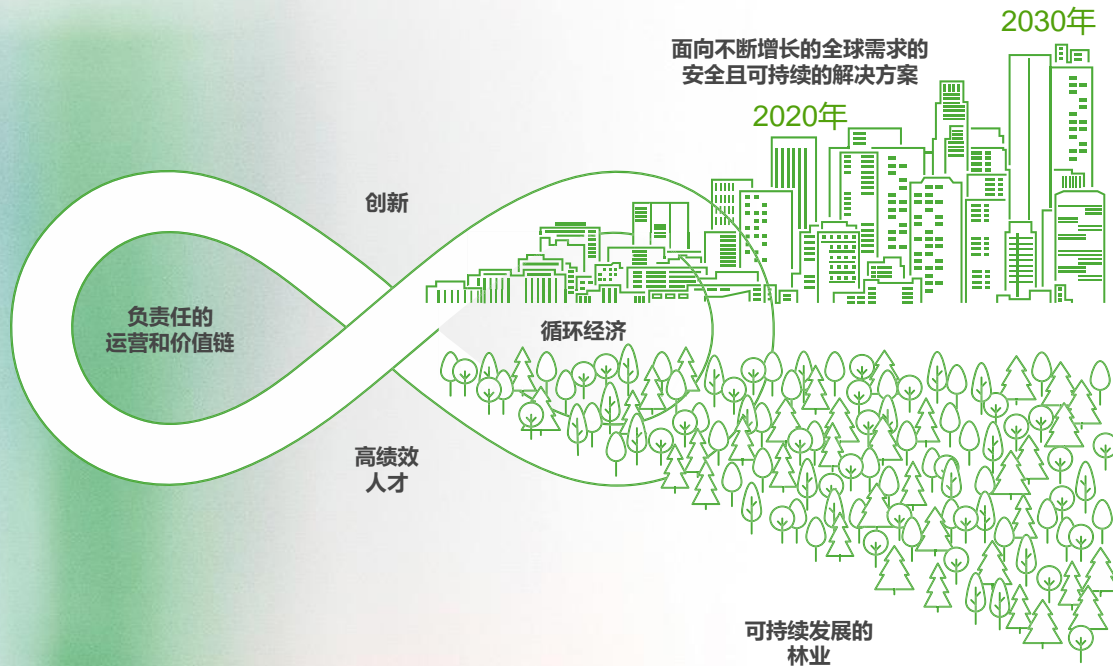 2030年
面向不断增长的全球需求的
安全且可持续的解决方案
2020年
创新
负责任的
运营和价值链
循环经济
高绩效
人才
可持续发展的
林业